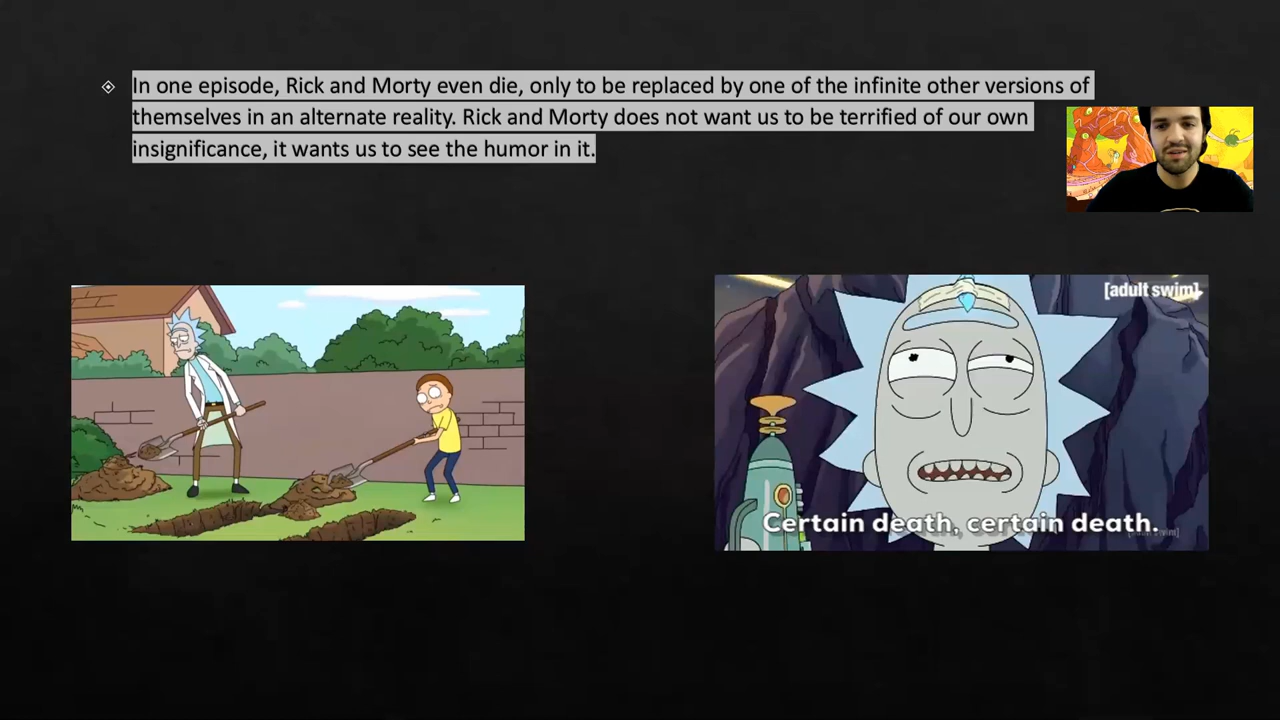 In one episode, Rick and Morty even die, only to be replaced by one of the infinite other versions of
themselves in an alternate reality. Rick and Morty does not want us to be terrified of our own
insignificance, it wants us to see the humor in it.
[adult swim]
Certain death, certain death.
[adult swim]